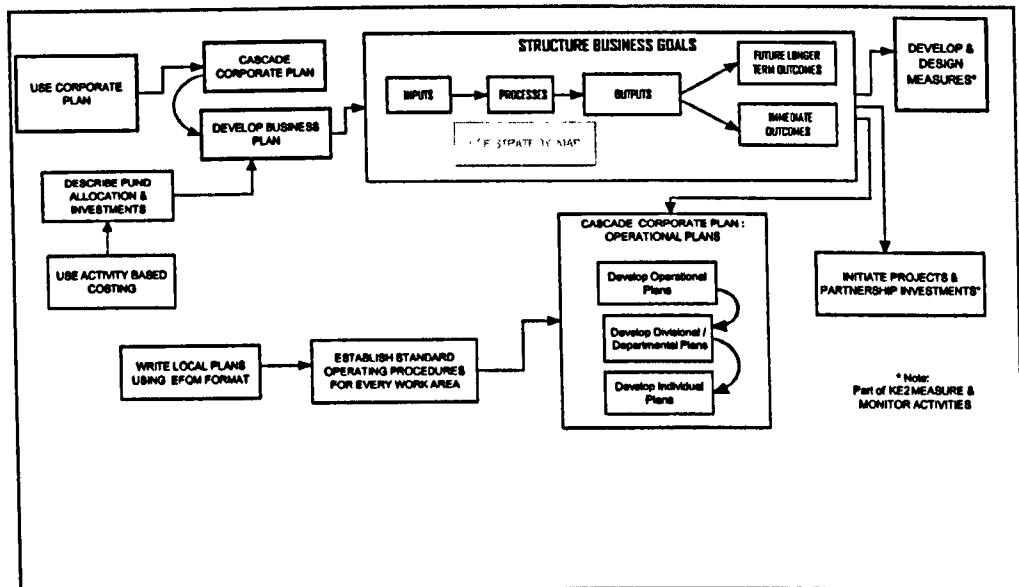 USE CORPORATE
PLAN
CASCADE
CORPORATE PLAN
DEVELOP BUSINESS
PLAN
DESCRIBE FUND
ALLOCATION &
INVESTMENTS
USE ACTIVITY BASED
COSTING
STRUCTURE BUSINESS GOALS
INPUTS
PROCESSES
OUTPUTS
FUTURE LONGER
TERM OUTCOMES
IMMEDIATE
OUTCOMES
STRATEGY MAP
DEVELOP &
DESIGN
MEASURES*
CASCADE CORPORATE PLAN :
OPERATIONAL PLANS
Develop Operational
Plans
Develop Divisional /
Departmental Plans
Develop Individual
Plans
INITIATE PROJECTS &
PARTNERSHIP INVESTMENTS*
WRITE LOCAL PLANS
USING EFQM FORMAT
ESTABLISH STANDARD
OPERATING PROCEDURES
FOR EVERY WORK AREA
* Note:
Part of KE2 MEASURE &
MONITOR ACTIVITIES